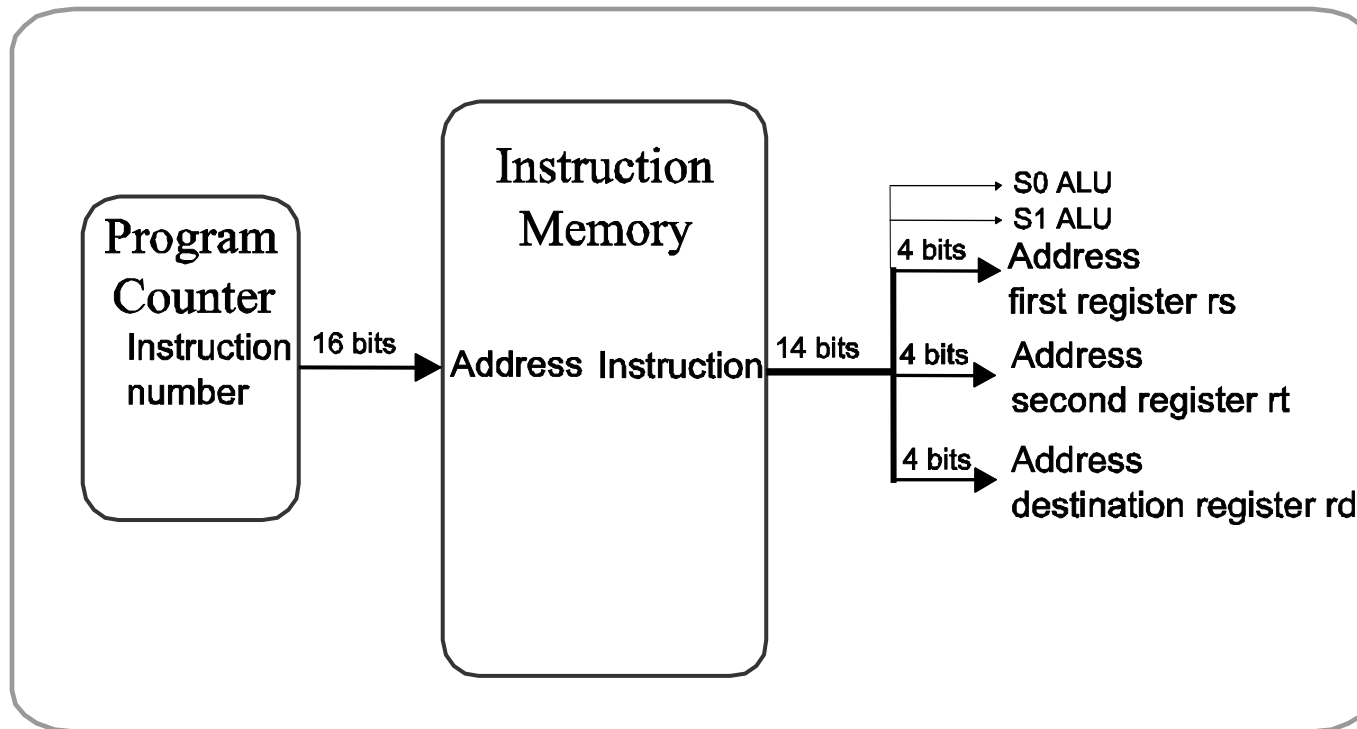 Program
Counter
Instruction
number
16 bits
Instruction
Memory
Address Instruction
14 bits
S0 ALU
S1 ALU
4 bits
Address
first register rs
4 bits
Address
second register rt
4 bits
Address
destination register rd